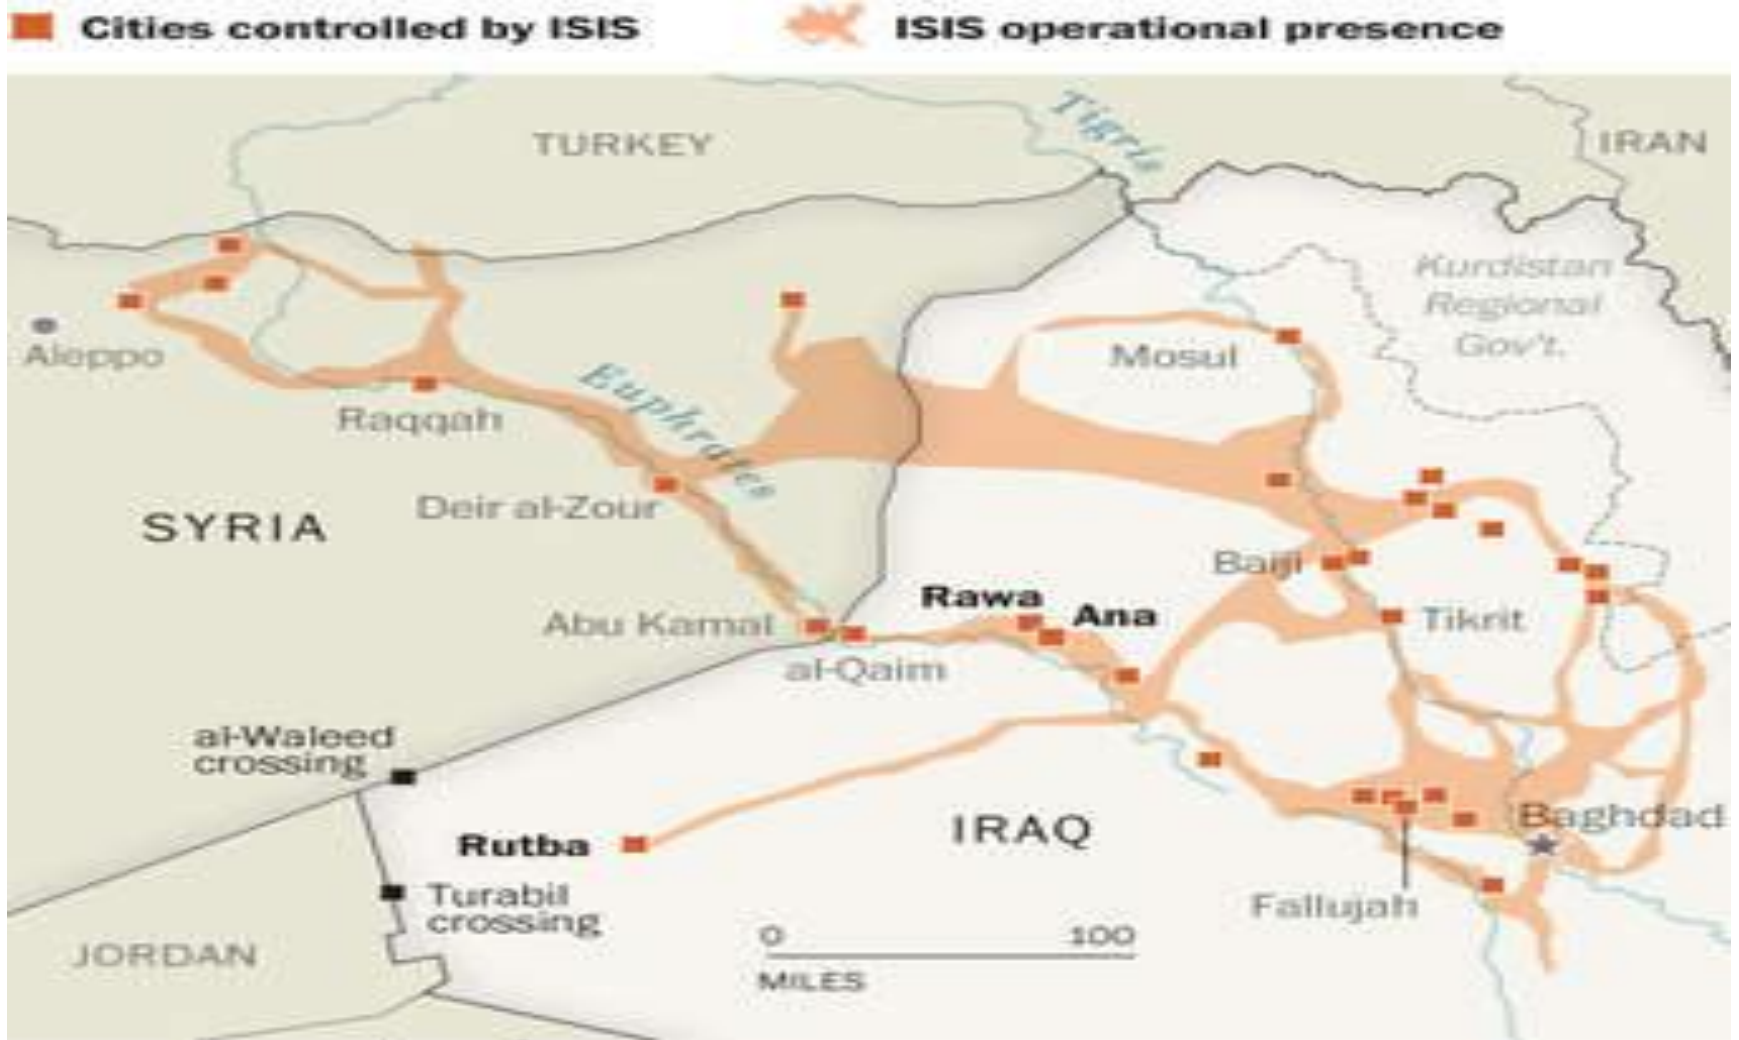 Cities controlled by ISIS
ISIS operational presence
Tigris
TURKEY
IRAN
Kurdistan
Regional
Gov't.
Aleppo
Mosul
Euphrates
Raqqah
Deir al-Zour
SYRIA
Baiji
Rawa
Ana
Abu Kamal
Tikrit
al-Qaim
al-Waleed
crossing
Baghdad
IRAQ
Rutba
Turabil
crossing
Fallujah
0 100
MILES
JORDAN